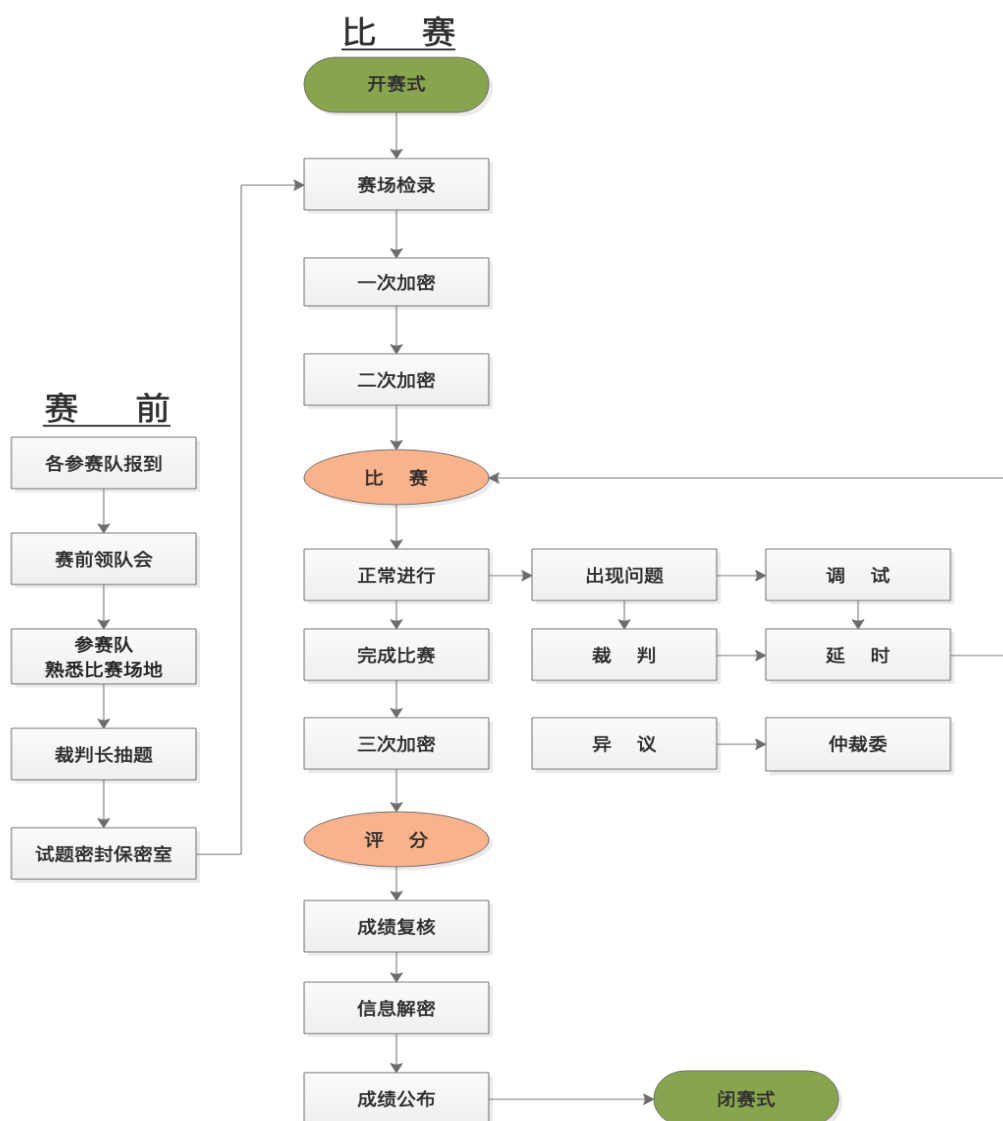 比 赛
开赛式
赛场检录
一次加密
二次加密
比 赛
正常进行
出现问题
调 试
完成比赛
裁 判
延 时
三次加密
异 议
仲裁委
评 分
成绩复核
信息解密
成绩公布
闭赛式
赛 前
各参赛队报到
赛前领队会
参赛队
熟悉比赛场地
裁判长抽题
试题密封保密室